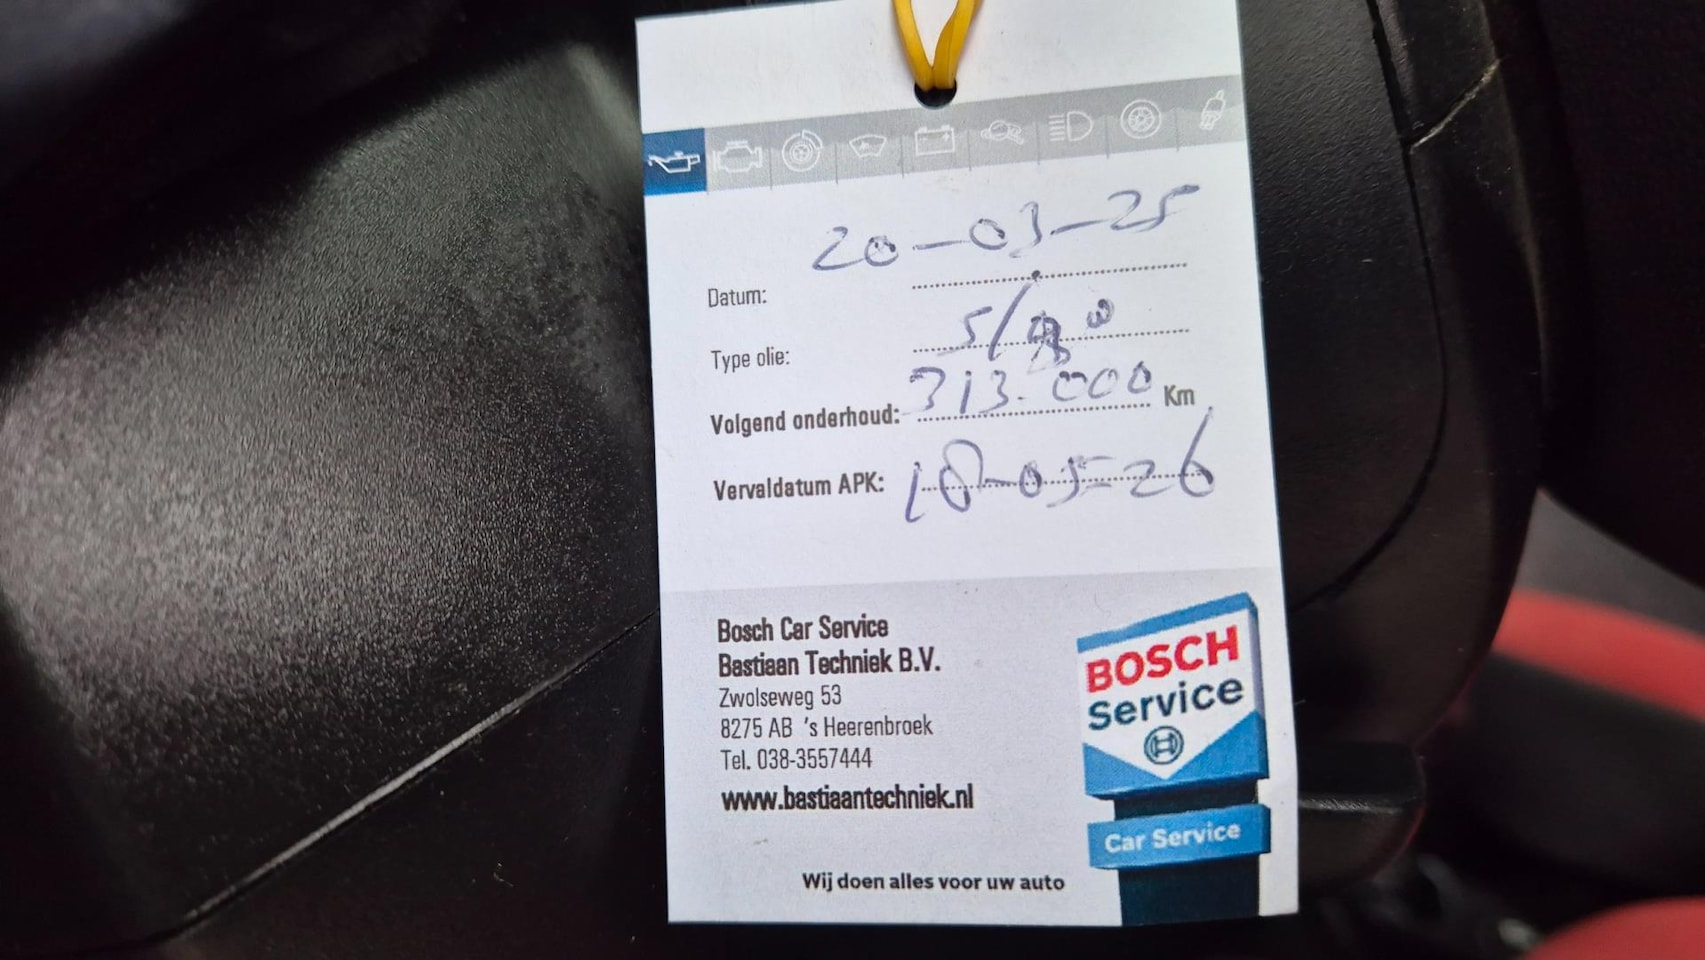 20-03-25
Datum:
Type olie: 5/
Volgend onderhoud: 313.000 Km
Vervaldatum APK: 18-05-26
Bosch Car Service
Bastiaan Techniek B.V.
Zwolseweg 53
8275 AB 's Heerenbroek
Tel. 038-3557444
www.bastiaantechniek.nl
BOSCH
Service
Car Service
Wij doen alles voor uw auto